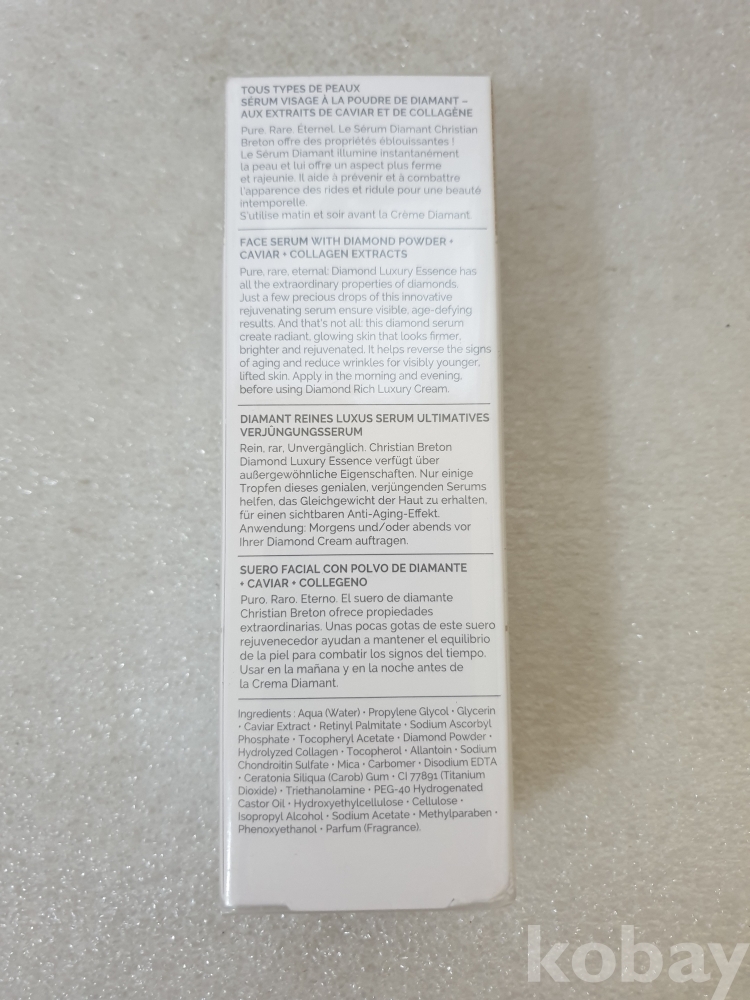 TOUS TYPES DE PEAUX
SÉRUM VISAGE À LA POUDRE DE DIAMANT –
AUX EXTRAITS DE CAVIAR ET DE COLLAGÈNE
Pure. Rare. Éternel. Le Sérum Diamant Christian
Breton offre des propriétés éblouissantes !
Le Sérum Diamant illumine instantanément
la peau et lui offre un aspect plus ferme
et rajeunie. Il aide à prévenir et à combattre
l'apparence des rides et ridule pour une beauté
intemporelle.
S'utilise matin et soir avant la Crème Diamant.
FACE SERUM WITH DIAMOND POWDER +
CAVIAR + COLLAGEN EXTRACTS
Pure, rare, eternal: Diamond Luxury Essence has
all the extraordinary properties of diamonds.
Just a few precious drops of this innovative
rejuvenating serum ensure visible, age-defying
results. And that's not all: this diamond serum
create radiant, glowing skin that looks firmer,
brighter and rejuvenated. It helps reverse the signs
of aging and reduce wrinkles for visibly younger,
lifted skin. Apply in the morning and evening,
before using Diamond Rich Luxury Cream.
DIAMANT REINES LUXUS SERUM ULTIMATIVES
VERJÜNGUNGSSERUM
Rein, rar, Unvergänglich. Christian Breton
Diamond Luxury Essence verfügt über
außergewöhnliche Eigenschaften. Nur einige
Tropfen dieses genialen, verjüngenden Serums
helfen, das Gleichgewicht der Haut zu erhalten,
für einen sichtbaren Anti-Aging-Effekt.
Anwendung: Morgens und/oder abends vor
Ihrer Diamond Cream auftragen.
SUERO FACIAL CON POLVO DE DIAMANTE
+ CAVIAR + COLLEGENO
Puro. Raro. Eterno. El suero de diamante
Christian Breton ofrece propiedades
extraordinarias. Unas pocas gotas de este suero
rejuvenecedor ayudan a mantener el equilibrio
de la piel para combatir los signos del tiempo.
Usar en la mañana y en la noche antes de
la Crema Diamant.
Ingredients : Aqua (Water) • Propylene Glycol • Glycerin
• Caviar Extract • Retinyl Palmitate • Sodium Ascorbyl
Phosphate • Tocopheryl Acetate • Diamond Powder •
Hydrolyzed Collagen • Tocopherol • Allantoin • Sodium
Chondroitin Sulfate • Mica • Carbomer • Disodium EDTA
• Ceratonia Siliqua (Carob) Gum • CI 77891 (Titanium
Dioxide) • Triethanolamine • PEG-40 Hydrogenated
Castor Oil • Hydroxyethylcellulose • Cellulose •
Isopropyl Alcohol • Sodium Acetate • Methylparaben •
Phenoxyethanol • Parfum (Fragrance).
kobay